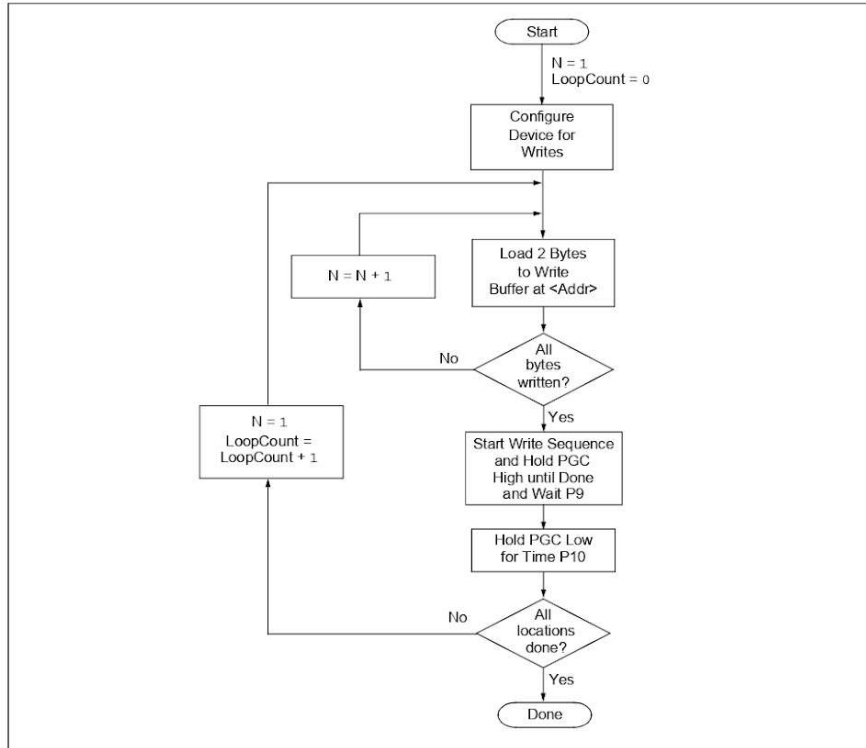 Start
N = 1
LoopCount = 0
Configure
Device for
Writes
Load 2 Bytes
to Write
Buffer at <Addr>
N = N + 1
No
All
bytes
written?
Yes
N = 1
LoopCount =
LoopCount + 1
Start Write Sequence
and Hold PGC
High until Done
and Wait P9
Hold PGC Low
for Time P10
No
All
locations
done?
Yes
Done